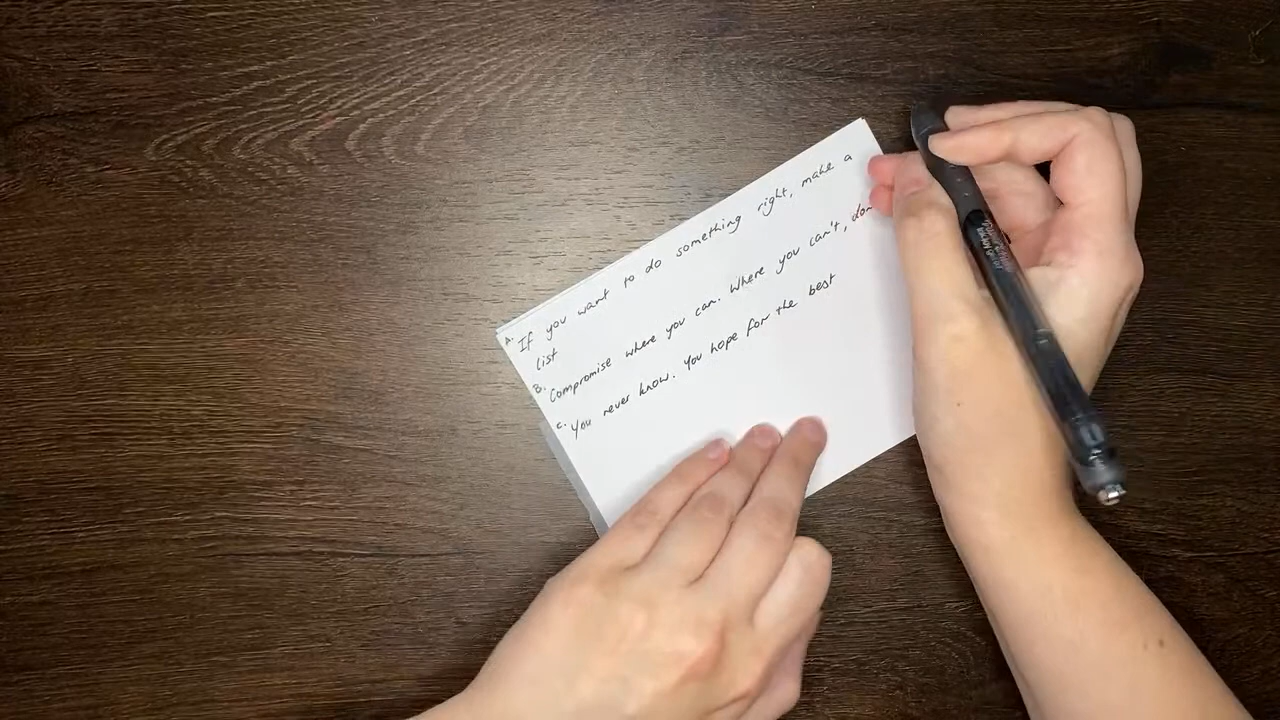 A. If you want to do something right, make a
list
B. Compromise where you can. Where you can't,
C. You never know. You hope for the best